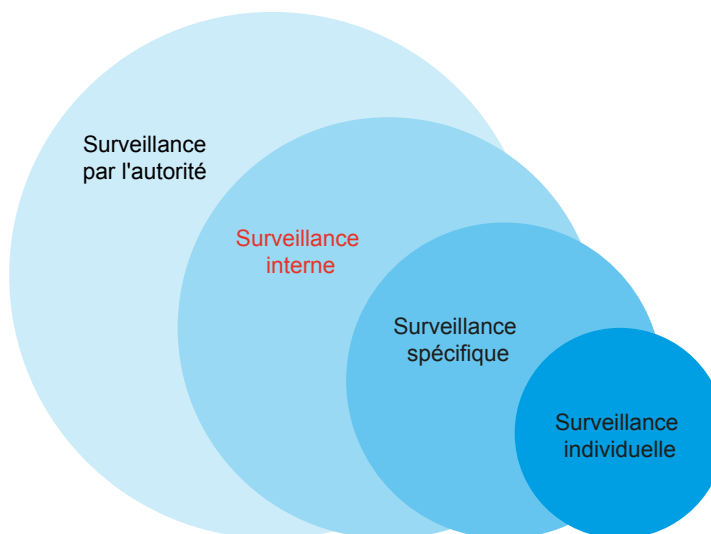 Surveillance
par l'autorité
Surveillance
interne
Surveillance
spécifique
Surveillance
individuelle